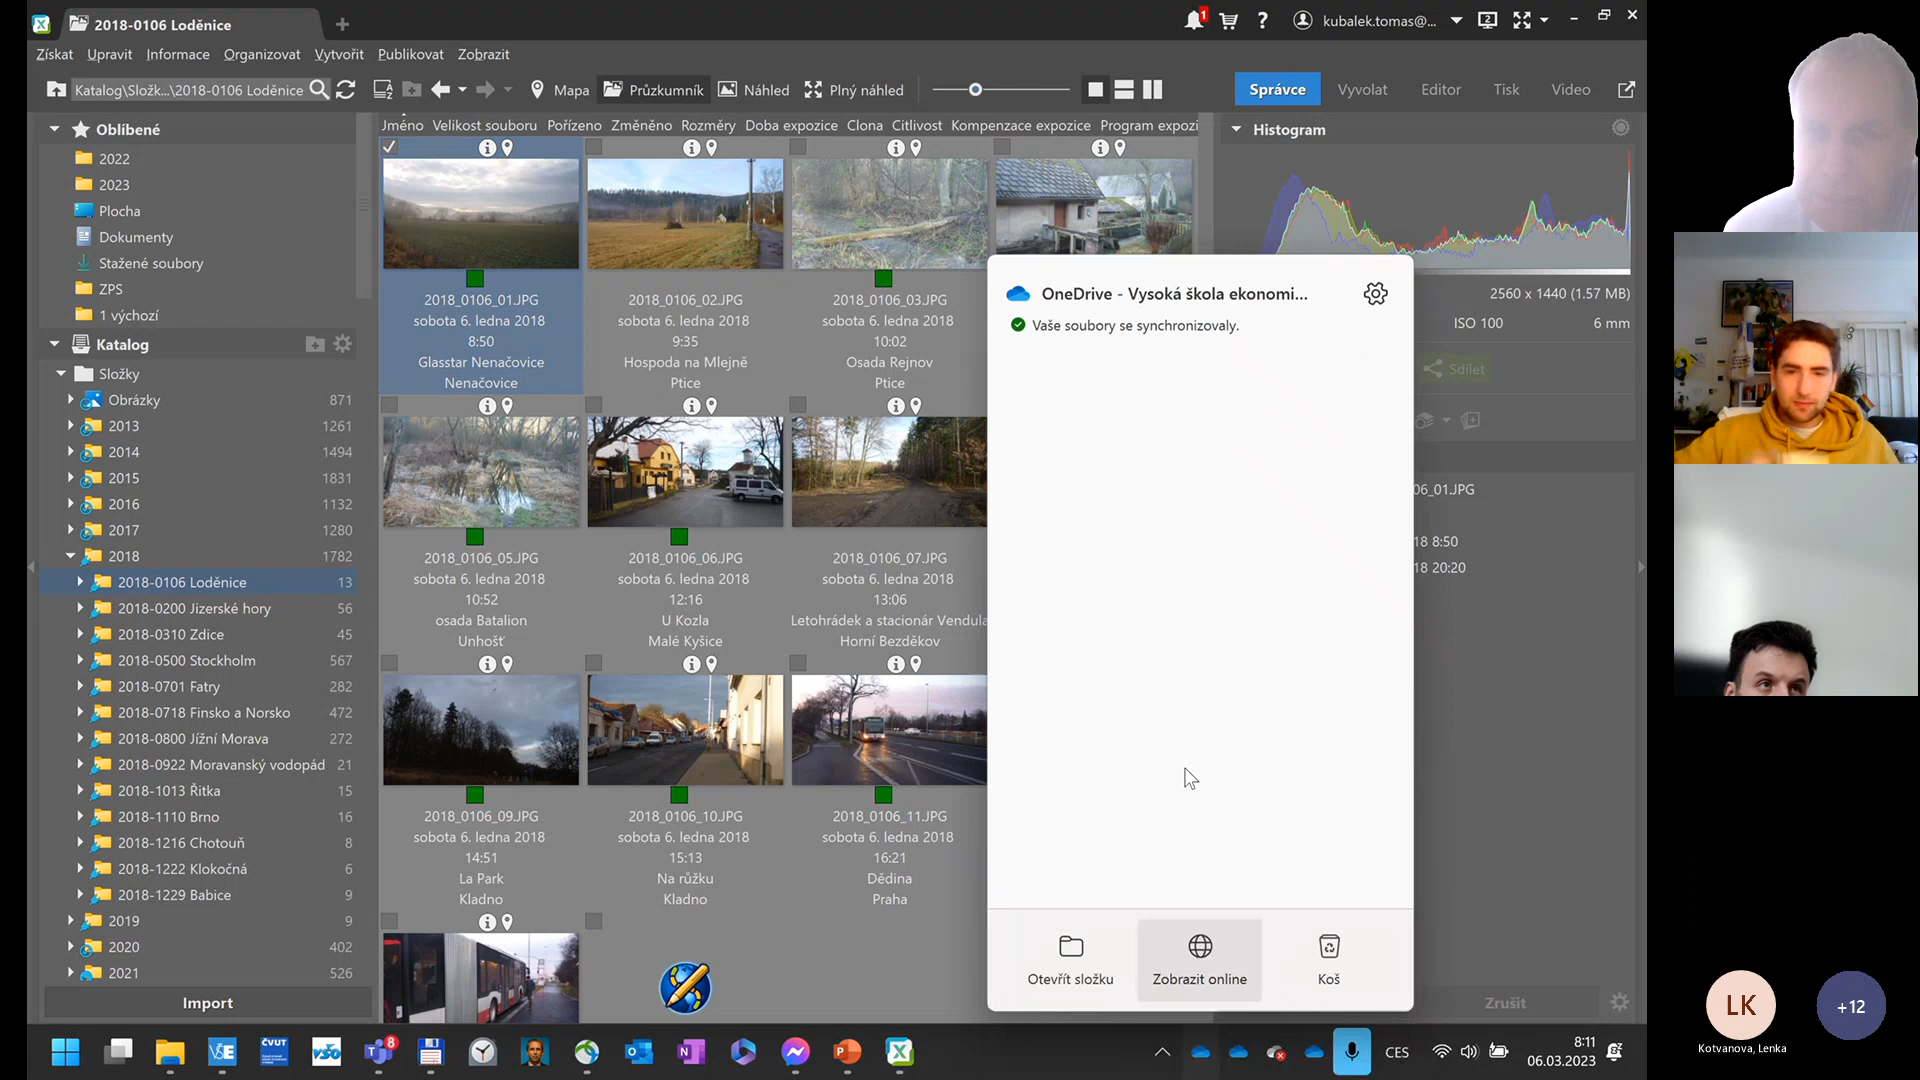 2018-0106 Loděnice
1
kubalek.tomas@...
Získat Upravit Informace Organizovat Vytvořit Publikovat Zobrazit
Katalog\Složk...\2018-0106 Loděnice
Mapa Průzkumník Náhled Plný náhled
Správce Vyvolat Editor Tisk Video
Oblíbené
2022
2023
Plocha
Dokumenty
Stažené soubory
ZPS
1 výchozí
Katalog
Složky
Obrázky 871
2013 1261
2014 1494
2015 1831
2016 1132
2017 1280
2018 1782
2018-0106 Loděnice 13
2018-0200 Jizerské hory 56
2018-0310 Zdice 45
2018-0500 Stockholm 567
2018-0701 Fatry 282
2018-0718 Finsko a Norsko 472
2018-0800 Jížní Morava 272
2018-0922 Moravanský vodopád 21
2018-1013 Řitka 15
2018-1110 Brno 16
2018-1216 Chotouň 8
2018-1222 Klokočná 6
2018-1229 Babice 9
2019 9
2020 402
2021 526
Import
Jméno Velikost souboru Pořízeno Změněno Rozměry Doba expozice Clona Citlivost Kompenzace expozice Program expozi
2018_0106_01.JPG
sobota 6. ledna 2018
8:50
Glasstar Nenačovice
Nenačovice
2018_0106_02.JPG
sobota 6. ledna 2018
9:35
Hospoda na Mlejně
Ptice
2018_0106_03.JPG
sobota 6. ledna 2018
10:02
Osada Rejnov
Ptice
2018_0106_05.JPG
sobota 6. ledna 2018
10:52
osada Batalion
Unhošť
2018_0106_06.JPG
sobota 6. ledna 2018
12:16
U Kozla
Malé Kyšice
2018_0106_07.JPG
sobota 6. ledna 2018
13:06
Letohrádek a stacionár Vendula
Horní Bezděkov
2018_0106_09.JPG
sobota 6. ledna 2018
14:51
La Park
Kladno
2018_0106_10.JPG
sobota 6. ledna 2018
15:13
Na růžku
Kladno
2018_0106_11.JPG
sobota 6. ledna 2018
16:21
Dědina
Praha
OneDrive - Vysoká škola ekonomi...
Vaše soubory se synchronizovaly.
Otevřít složku
Zobrazit online
Koš
Histogram
2560 x 1440 (1.57 MB)
ISO 100 6 mm
Sdílet
06_01.JPG
18 8:50
18 20:20
Zrušit
8
CES
8:11
06.03.2023
LK
Kotvanova, Lenka
+12